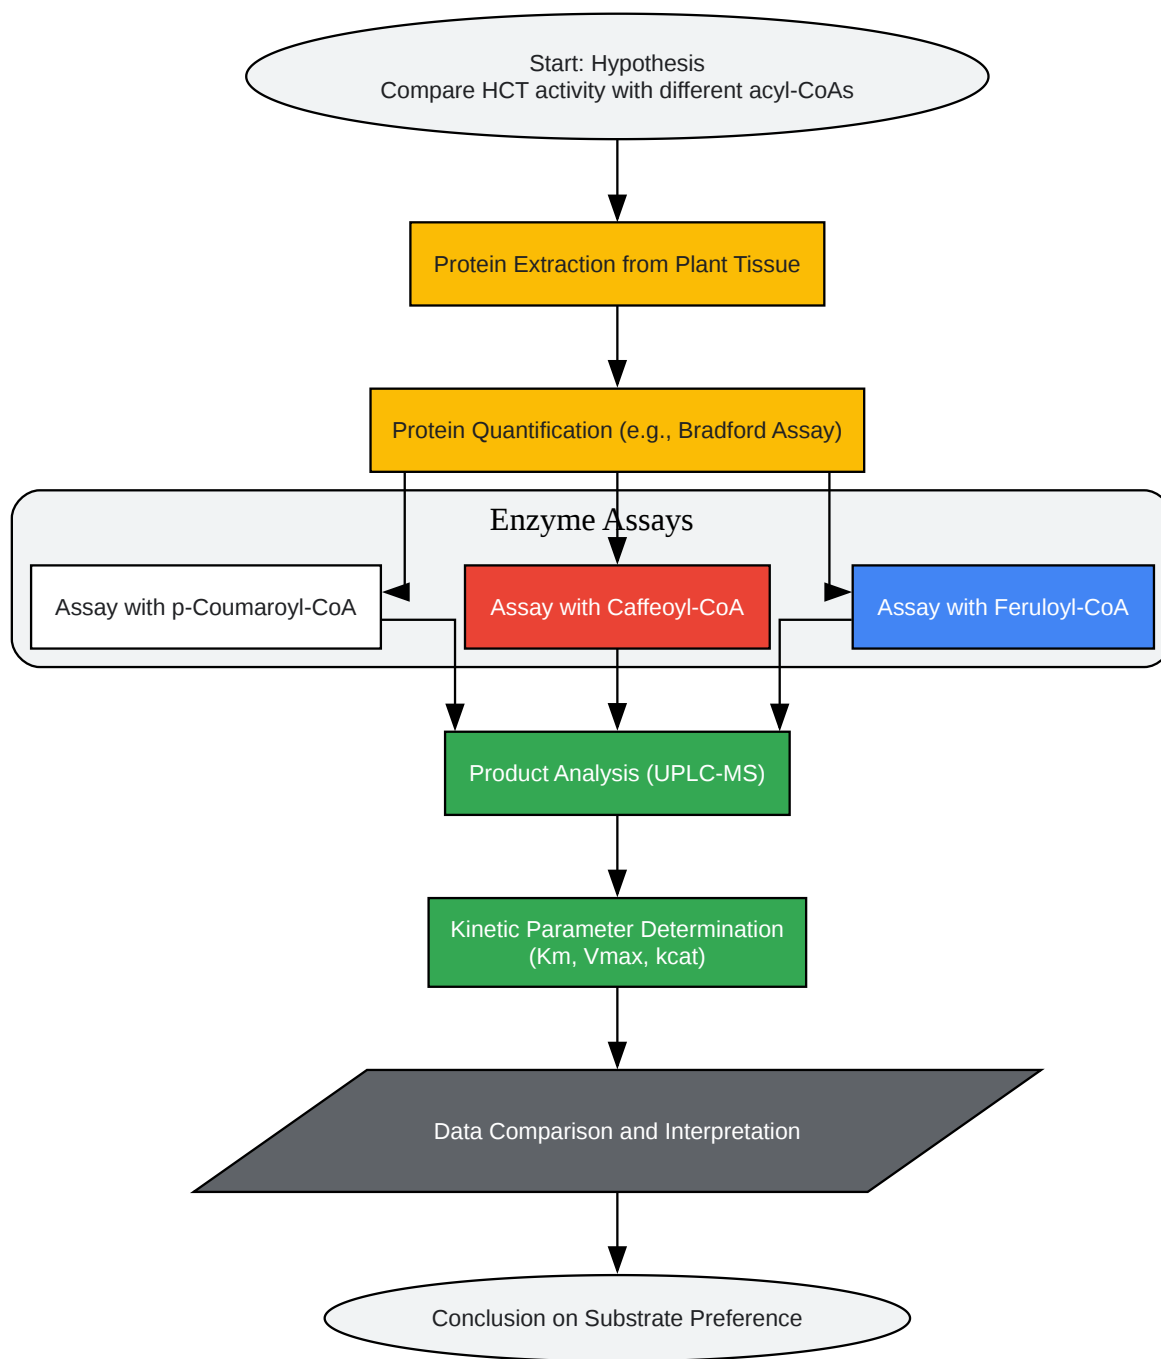 Start: Hypothesis
Compare HCT activity with different acyl-CoAs
Protein Extraction from Plant Tissue
Protein Quantification (e.g., Bradford Assay)
Enzyme Assays
Assay with p-Coumaroyl-CoA
Assay with Caffeoyl-CoA
Assay with Feruloyl-CoA
Product Analysis (UPLC-MS)
Kinetic Parameter Determination
(Km, Vmax, kcat)
Data Comparison and Interpretation
Conclusion on Substrate Preference